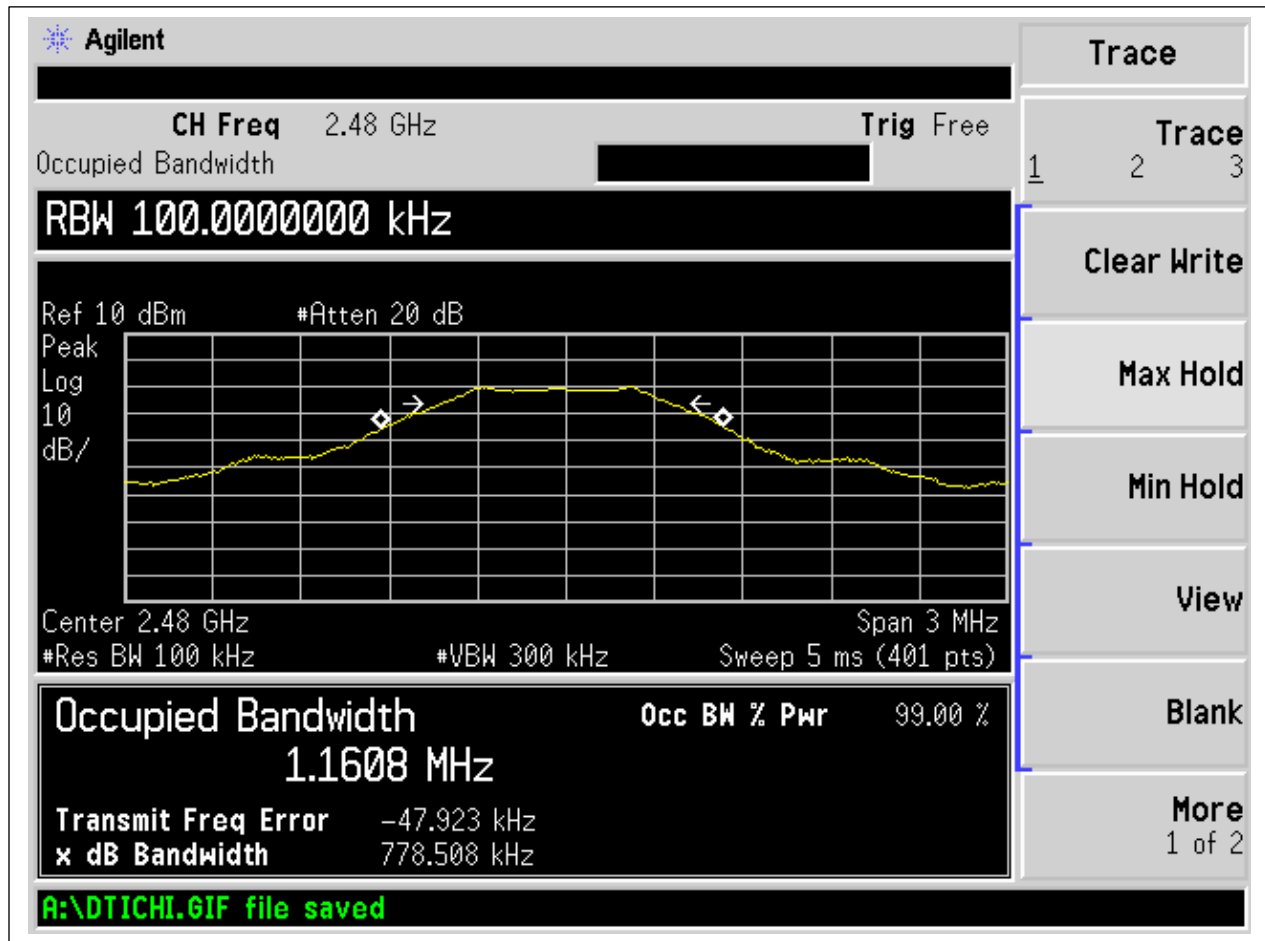 Agilent
Trace
CH Freq 2.48 GHz Trig Free
Occupied Bandwidth
Trace
1 2 3
RBW 100.0000000 kHz
Clear Write
Ref 10 dBm #Atten 20 dB
Peak
Log
10
dB/
Max Hold
Min Hold
View
Center 2.48 GHz Span 3 MHz
#Res BW 100 kHz #VBW 300 kHz Sweep 5 ms (401 pts)
Occupied Bandwidth Occ BW % Pwr 99.00 %
1.1608 MHz
Blank
Transmit Freq Error -47.923 kHz
x dB Bandwidth 778.508 kHz
More
1 of 2
A:\DTICHI.GIF file saved